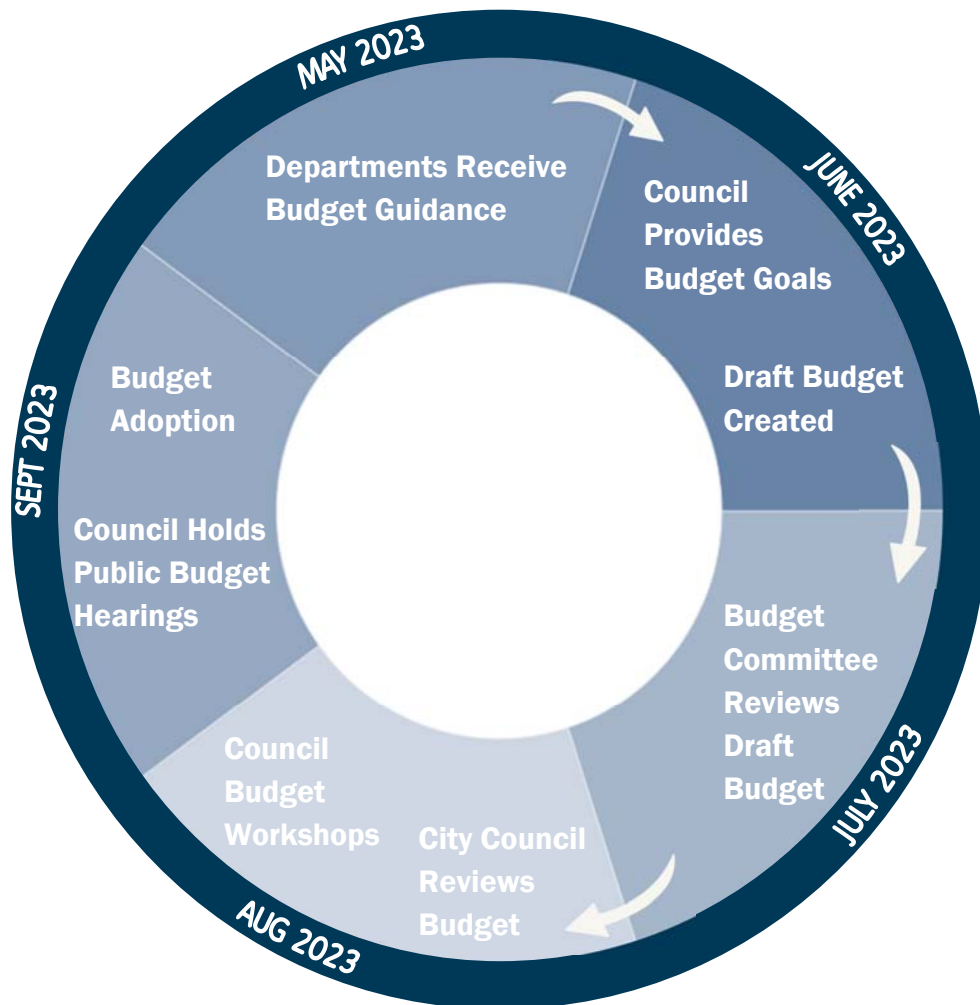 MAY 2023
Departments Receive
Budget Guidance
JUNE 2023
Council
Provides
Budget Goals
Draft Budget
Created
JULY 2023
Budget
Committee
Reviews
Draft
Budget
AUG 2023
City Council
Reviews
Budget
Council
Budget
Workshops
SEPT 2023
Council Holds
Public Budget
Hearings
Budget
Adoption